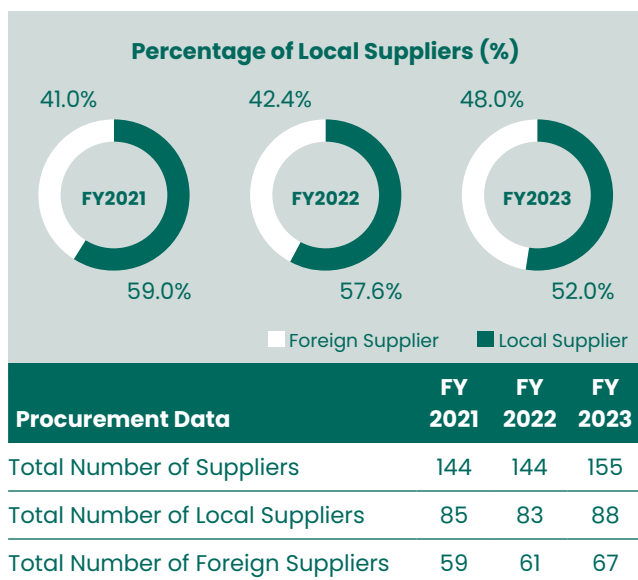 Percentage of Local Suppliers (%)
41.0% 42.4% 48.0%
FY2021 FY2022 FY2023
59.0% 57.6% 52.0%
Foreign Supplier Local Supplier
FY FY FY
Procurement Data 2021 2022 2023
Total Number of Suppliers 144 144 155
Total Number of Local Suppliers 85 83 88
Total Number of Foreign Suppliers 59 61 67